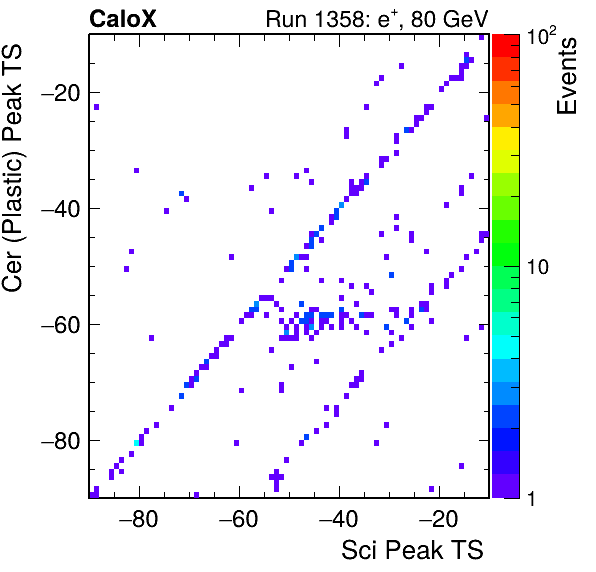 CaloX Run 1358: e⁺, 80 GeV
Cer (Plastic) Peak TS
−20
−40
−60
−80
−80 −60 −40 −20
Sci Peak TS
10²
10
1
Events